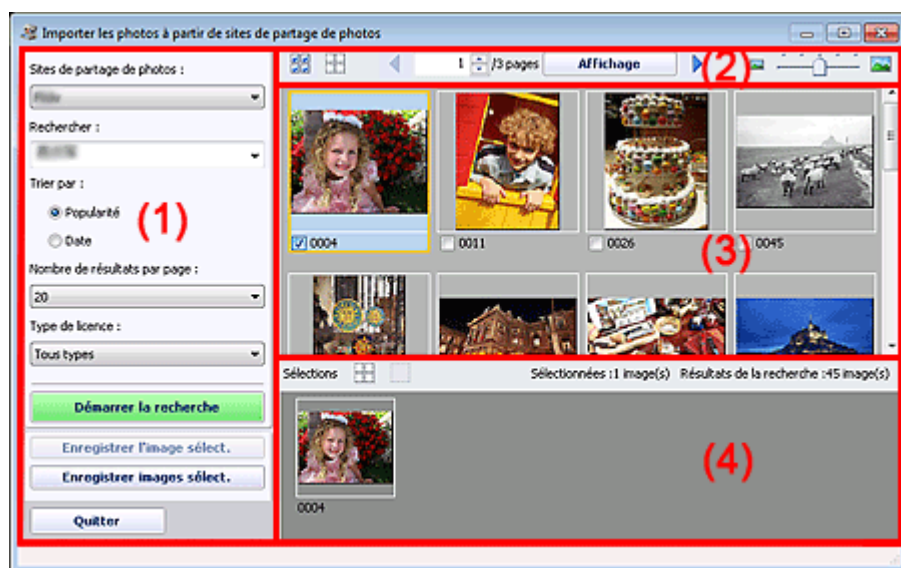 Importer les photos à partir de sites de partage de photos
Sites de partage de photos :
Rechercher :
Trier par :
Popularité
Date
(1)
Nombre de résultats par page :
20
Type de licence :
Tous types
Démarrer la recherche
Enregistrer l'image sélect.
Enregistrer images sélect.
Quitter
1 /3 pages Affichage
(2)
0004 0011 0026 0045
(3)
Sélections Sélectionnées :1 image(s) Résultats de la recherche :45 image(s)
0004
(4)